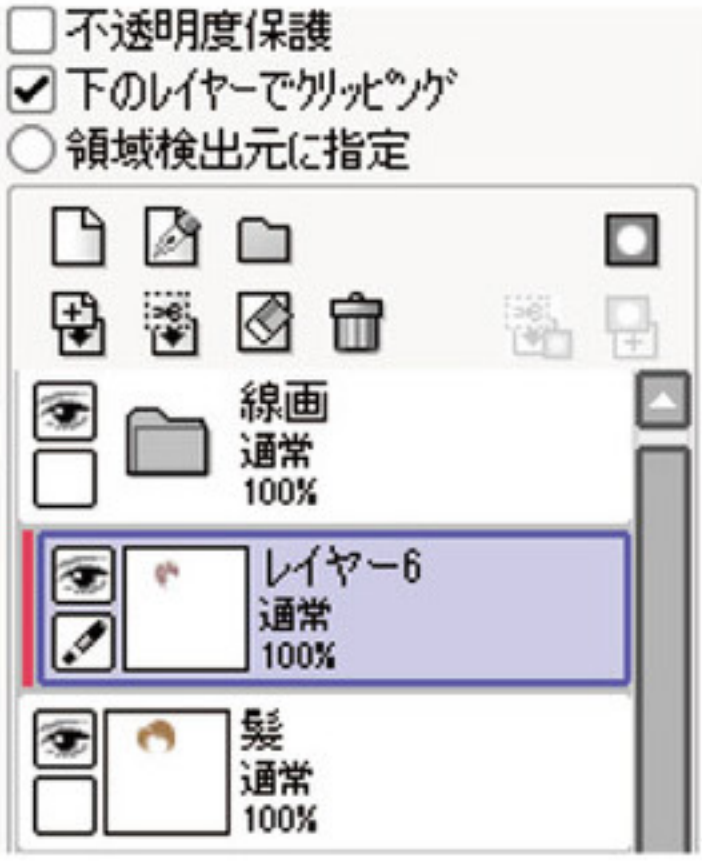 不透明度保護
下のレイヤーでｸﾘｯﾋﾟﾝｸﾞ
領域検出元に指定
線画
通常
100%
レイヤー6
通常
100%
髪
通常
100%